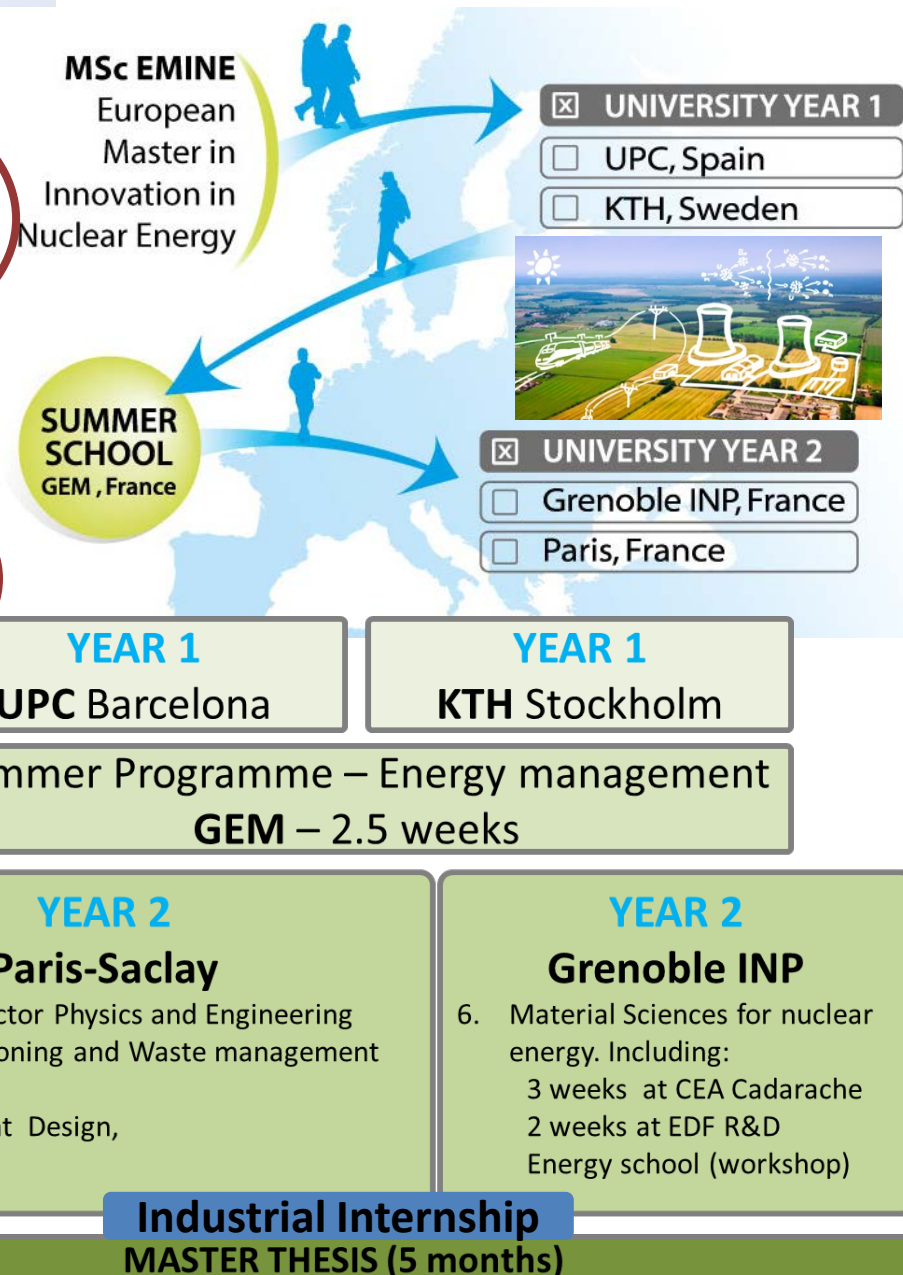 MSc EMINE
European
Master in
Innovation in
Nuclear Energy
UNIVERSITY YEAR 1
UPC, Spain
KTH, Sweden
SUMMER
SCHOOL
GEM , France
UNIVERSITY YEAR 2
Grenoble INP, France
Paris, France
YEAR 1
UPC Barcelona
YEAR 1
KTH Stockholm
mmer Programme – Energy management
GEM – 2.5 weeks
YEAR 2
Paris-Saclay
ctor Physics and Engineering
oning and Waste management
t Design,
YEAR 2
Grenoble INP
6. Material Sciences for nuclear
energy. Including:
3 weeks at CEA Cadarache
2 weeks at EDF R&D
Energy school (workshop)
Industrial Internship
MASTER THESIS (5 months)